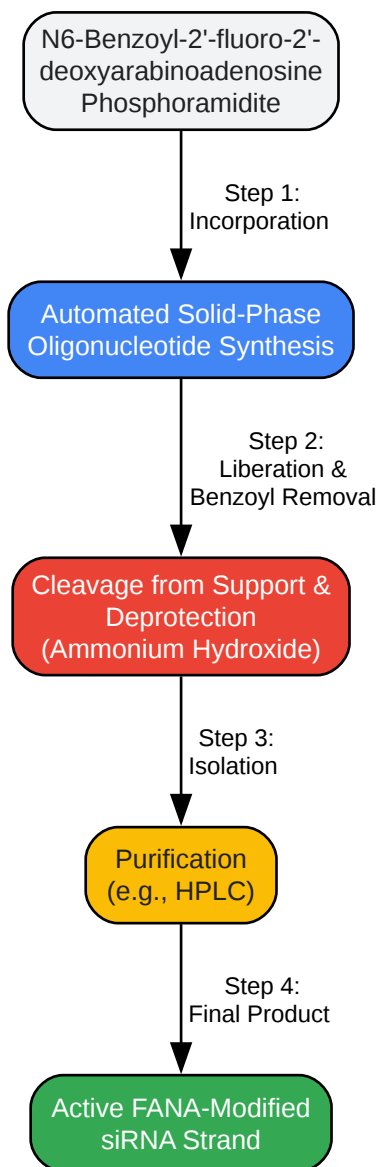 N6-Benzoyl-2'-fluoro-2'-
deoxyarabinoadenosine
Phosphoramidite
Step 1:
Incorporation
Automated Solid-Phase
Oligonucleotide Synthesis
Step 2:
Liberation &
Benzoyl Removal
Cleavage from Support &
Deprotection
(Ammonium Hydroxide)
Step 3:
Isolation
Purification
(e.g., HPLC)
Step 4:
Final Product
Active FANA-Modified
siRNA Strand